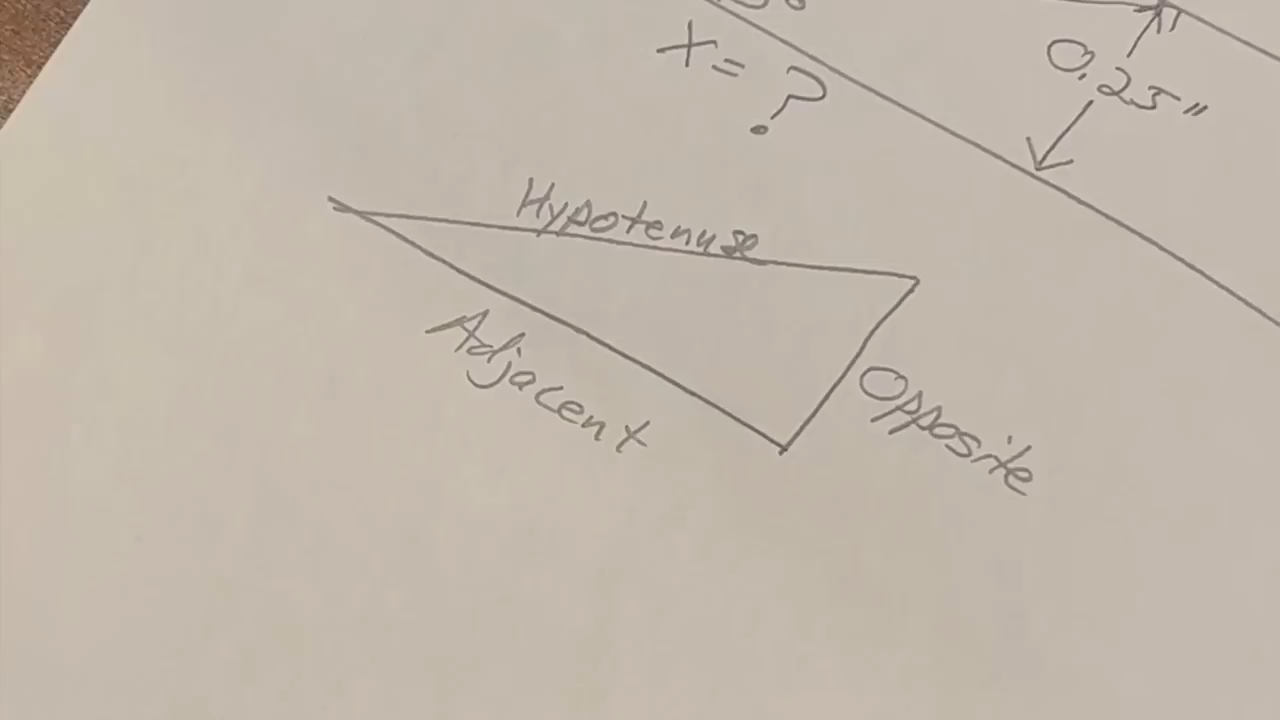 X = ?
0.25"
Hypotenuse
Adjacent
Opposite